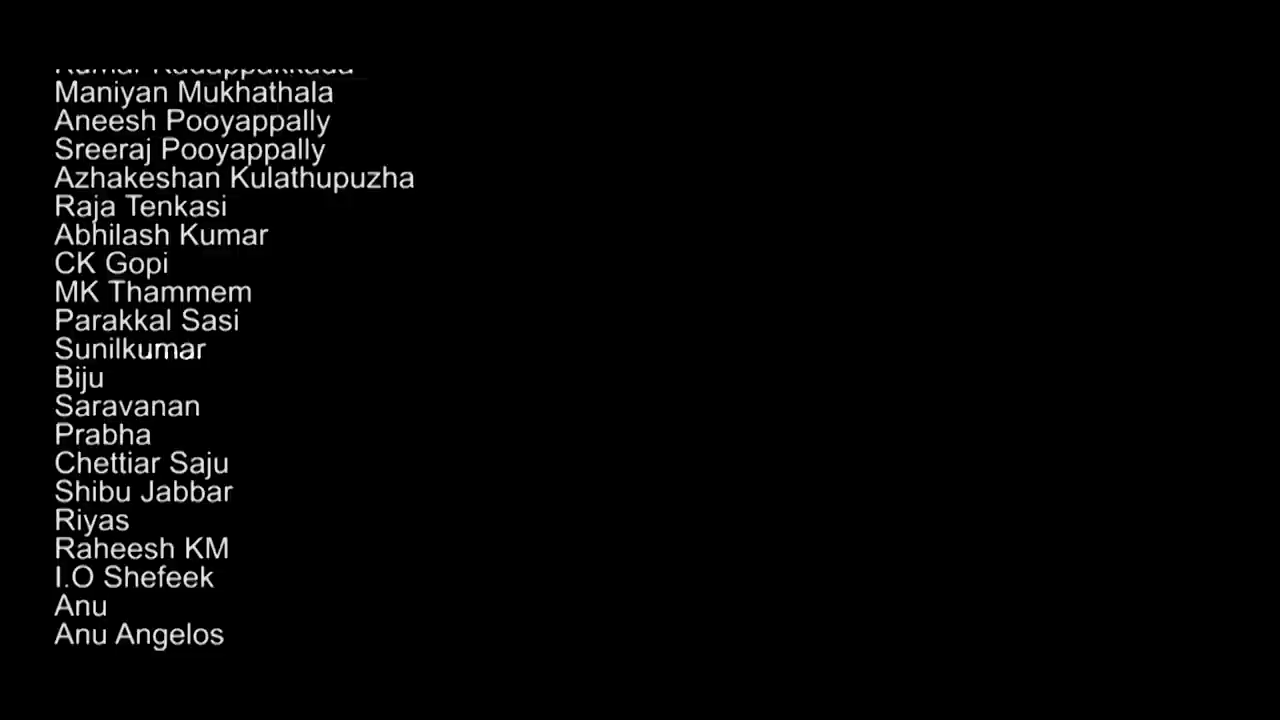 Maniyan Mukhathala
Aneesh Pooyappally
Sreeraj Pooyappally
Azhakeshan Kulathupuzha
Raja Tenkasi
Abhilash Kumar
CK Gopi
MK Thammem
Parakkal Sasi
Sunilkumar
Biju
Saravanan
Prabha
Chettiar Saju
Shibu Jabbar
Riyas
Raheesh KM
I.O Shefeek
Anu
Anu Angelos